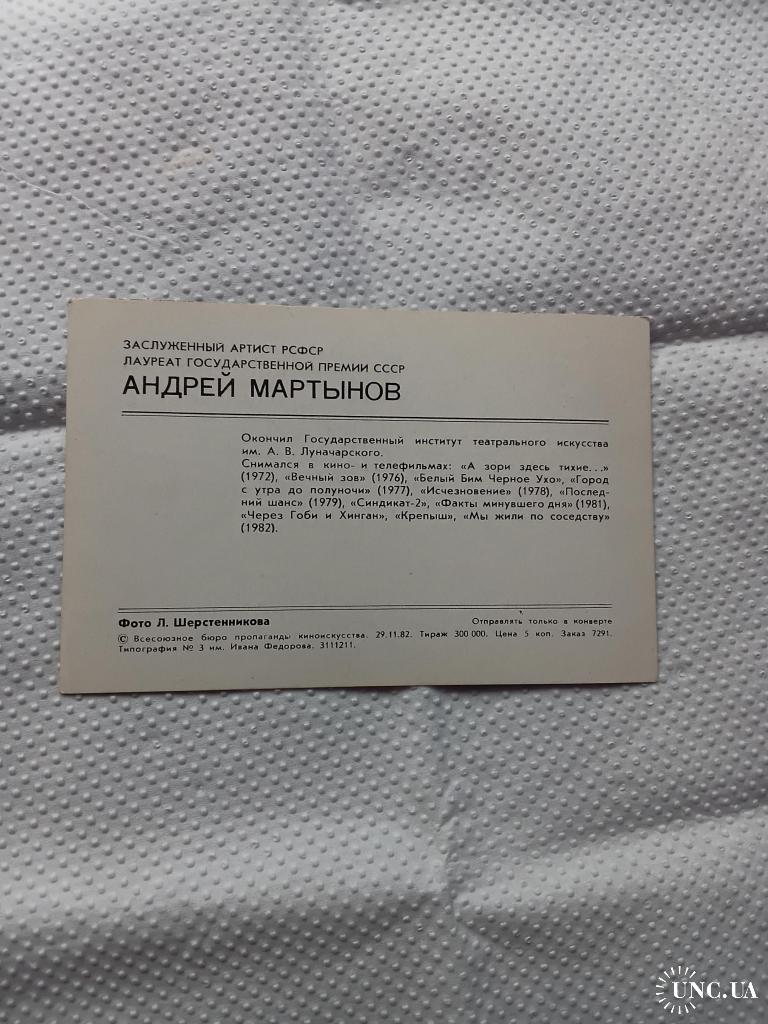 ЗАСЛУЖЕННЫЙ АРТИСТ РСФСР
ЛАУРЕАТ ГОСУДАРСТВЕННОЙ ПРЕМИИ СССР
АНДРЕЙ МАРТЫНОВ
Окончил Государственный институт театрального искусства
им. А. В. Луначарского.
Снимался в кино- и телефильмах: «А зори здесь тихие...»
(1972), «Вечный зов» (1976), «Белый Бим Черное Ухо», «Город
с утра до полуночи» (1977), «Исчезновение» (1978), «Послед-
ний шанс» (1979), «Синдикат-2», «Факты минувшего дня» (1981),
«Через Гоби и Хинган», «Крепыш», «Мы жили по соседству»
(1982).
Фото Л. Шерстенникова
Отправлять только в конверте
© Всесоюзное бюро пропаганды киноискусства. 29.11.82. Тираж 300 000. Цена 5 коп. Заказ 7291.
Типография № 3 им. Ивана Федорова. 3111211.
UNC.UA